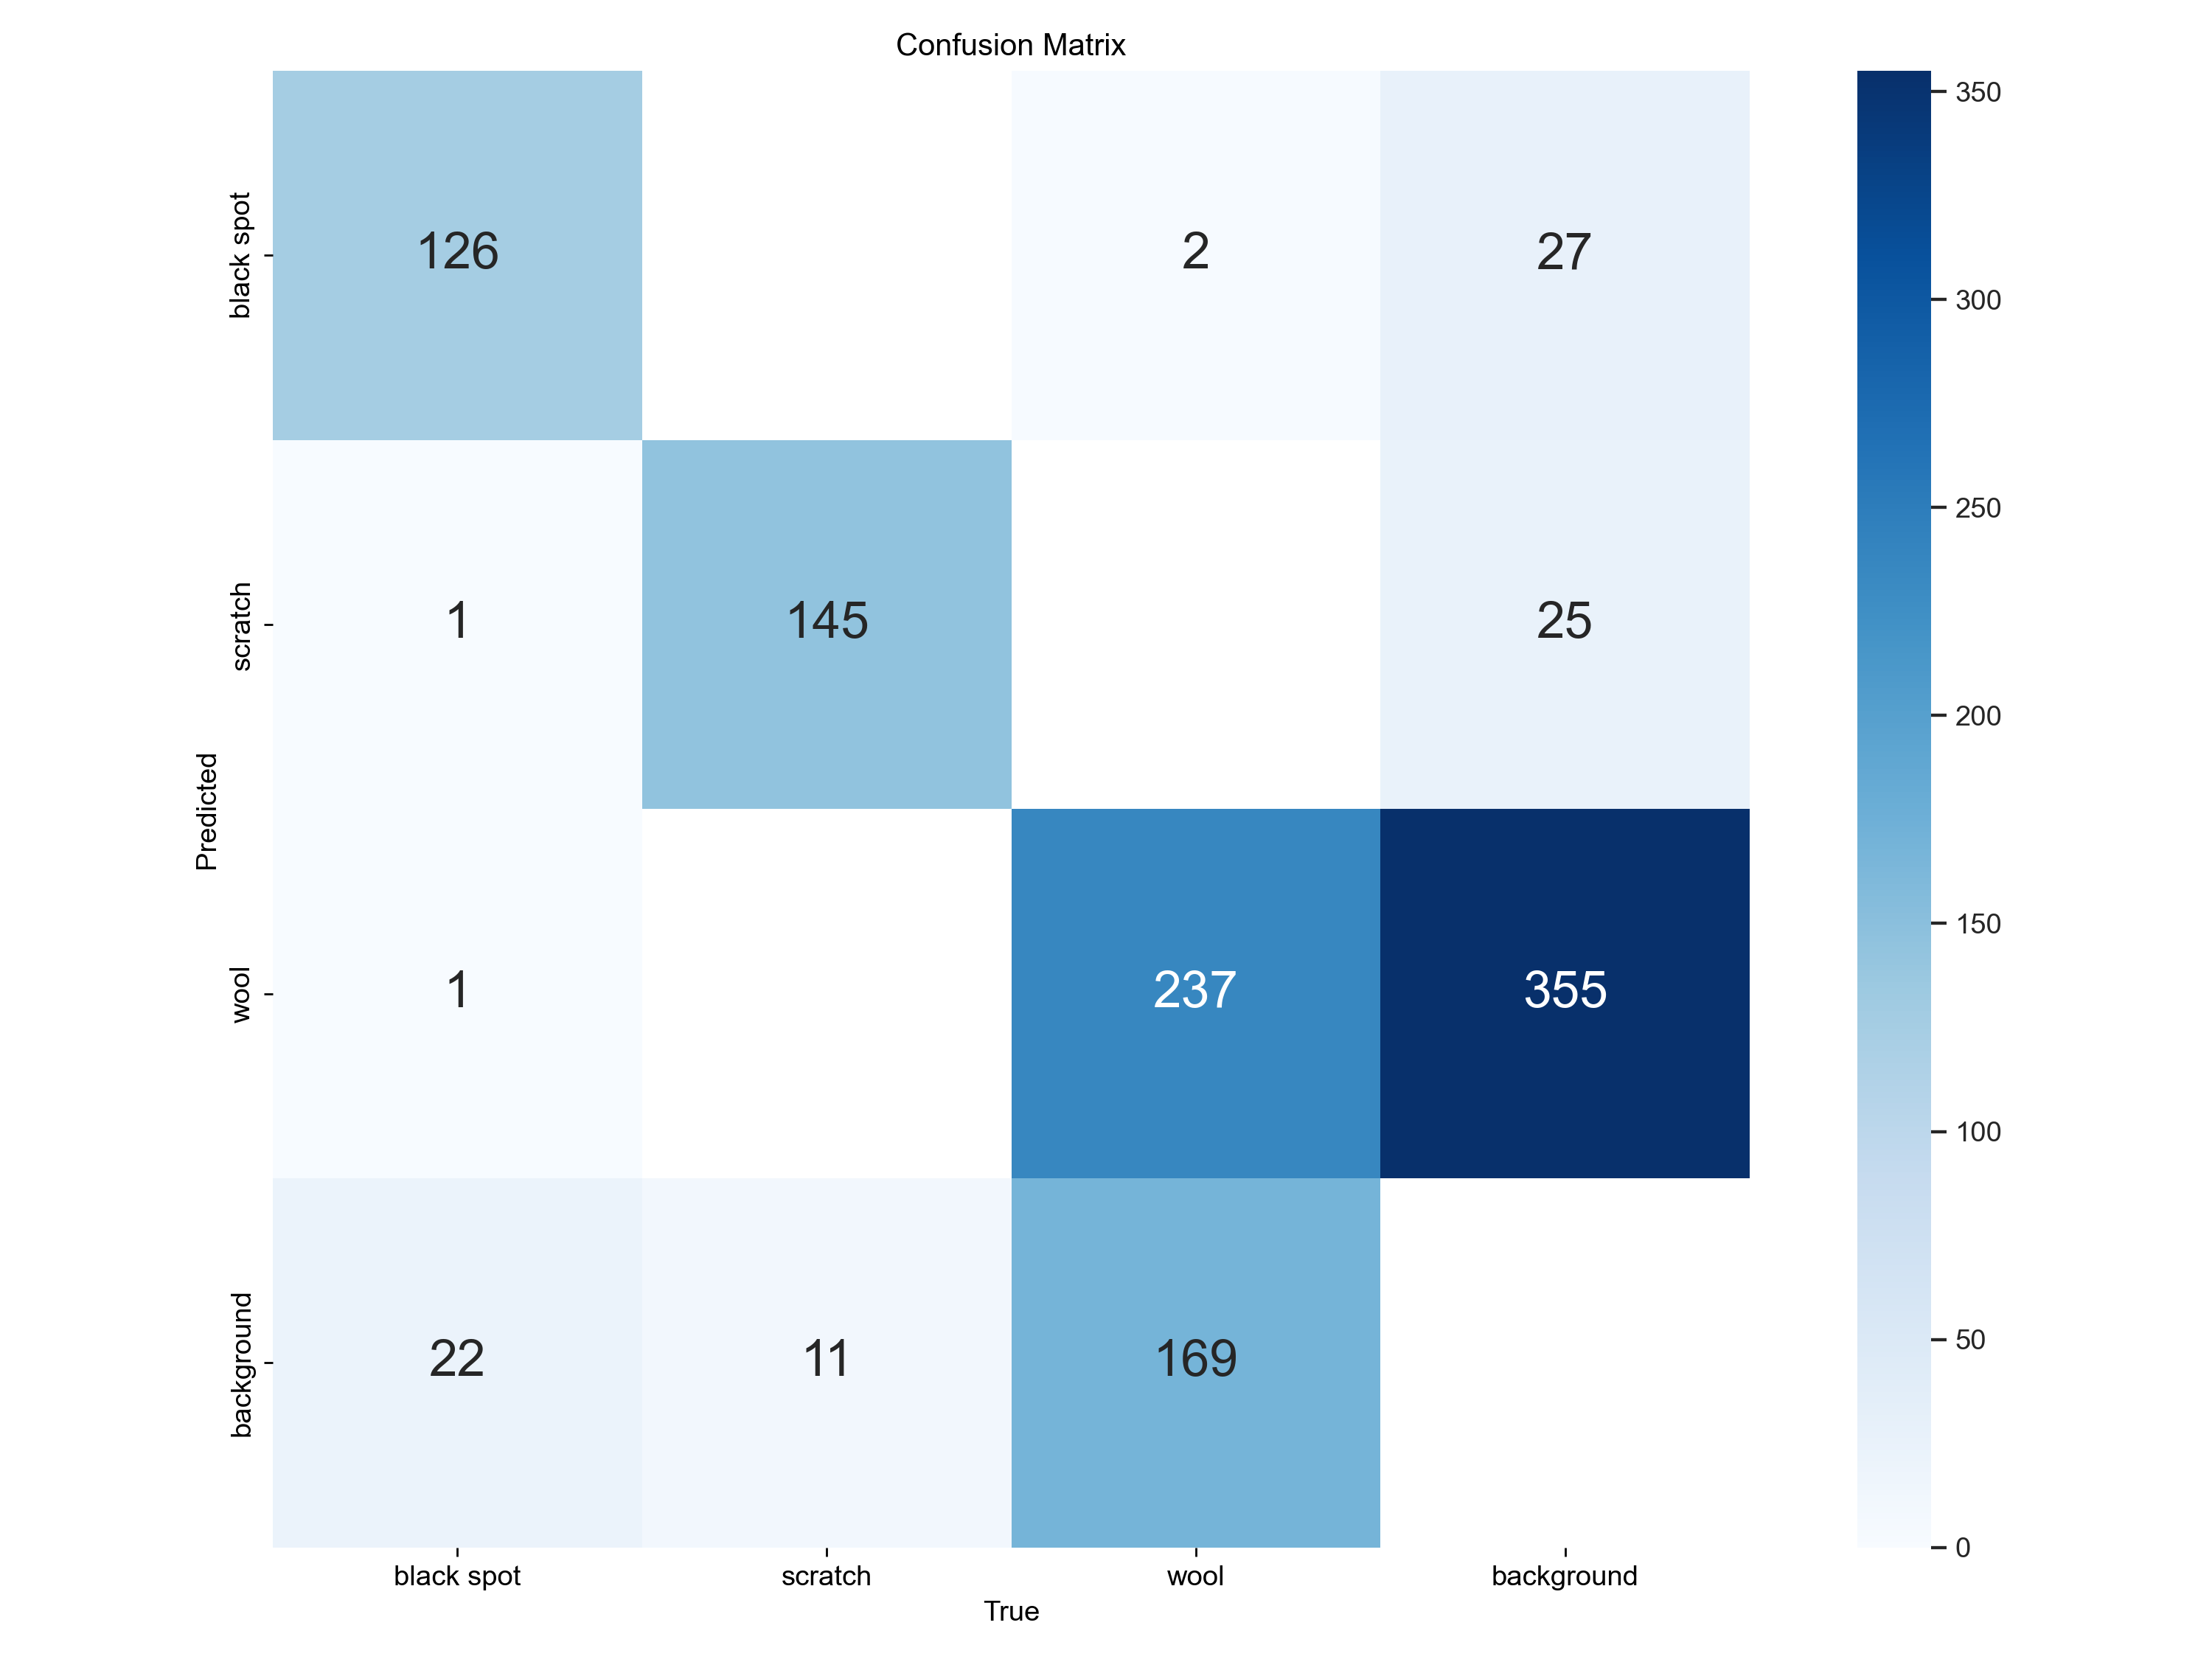 Confusion Matrix
black spot
126
2
27
scratch
1
145
25
wool
1
237
355
background
22
11
169
Predicted
black spot
scratch
wool
background
True
350
300
250
200
150
100
50
0